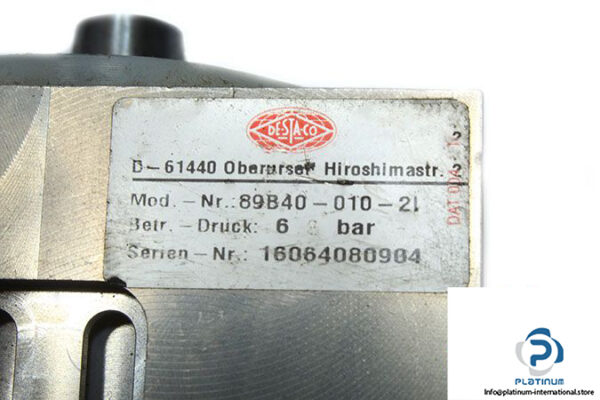 DESTACO
D-61440 Oberursel Hiroshimastr. 2
Mod. -Nr.: 89B40-010-2
Betr. -Druck: 6 bar
Serien -Nr.: 16064080904
PLATINUM
Info@platinum-international.store